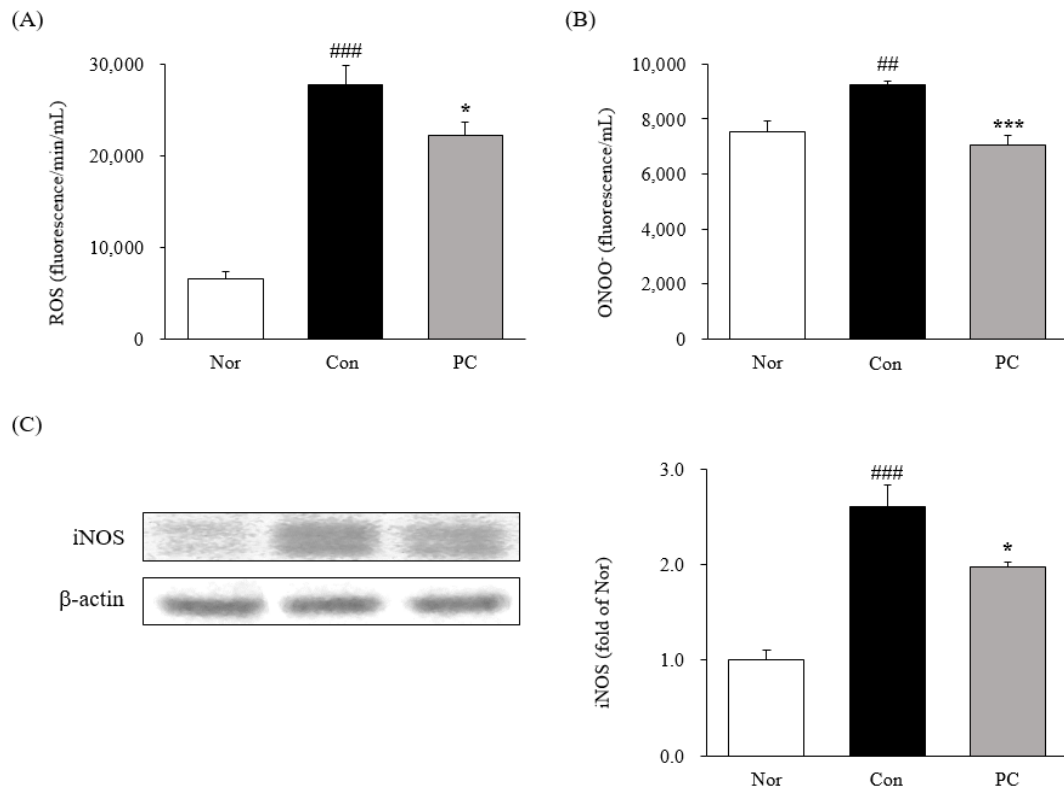 (A)
ROS (fluorescence/min/mL)
30,000
20,000
10,000
0
###
*
Nor Con PC
(B)
ONOO⁻ (fluorescence/mL)
10,000
8,000
6,000
4,000
2,000
0
##
***
Nor Con PC
(C)
iNOS
β-actin
iNOS (fold of Nor)
3.0
2.0
1.0
0.0
###
*
Nor Con PC